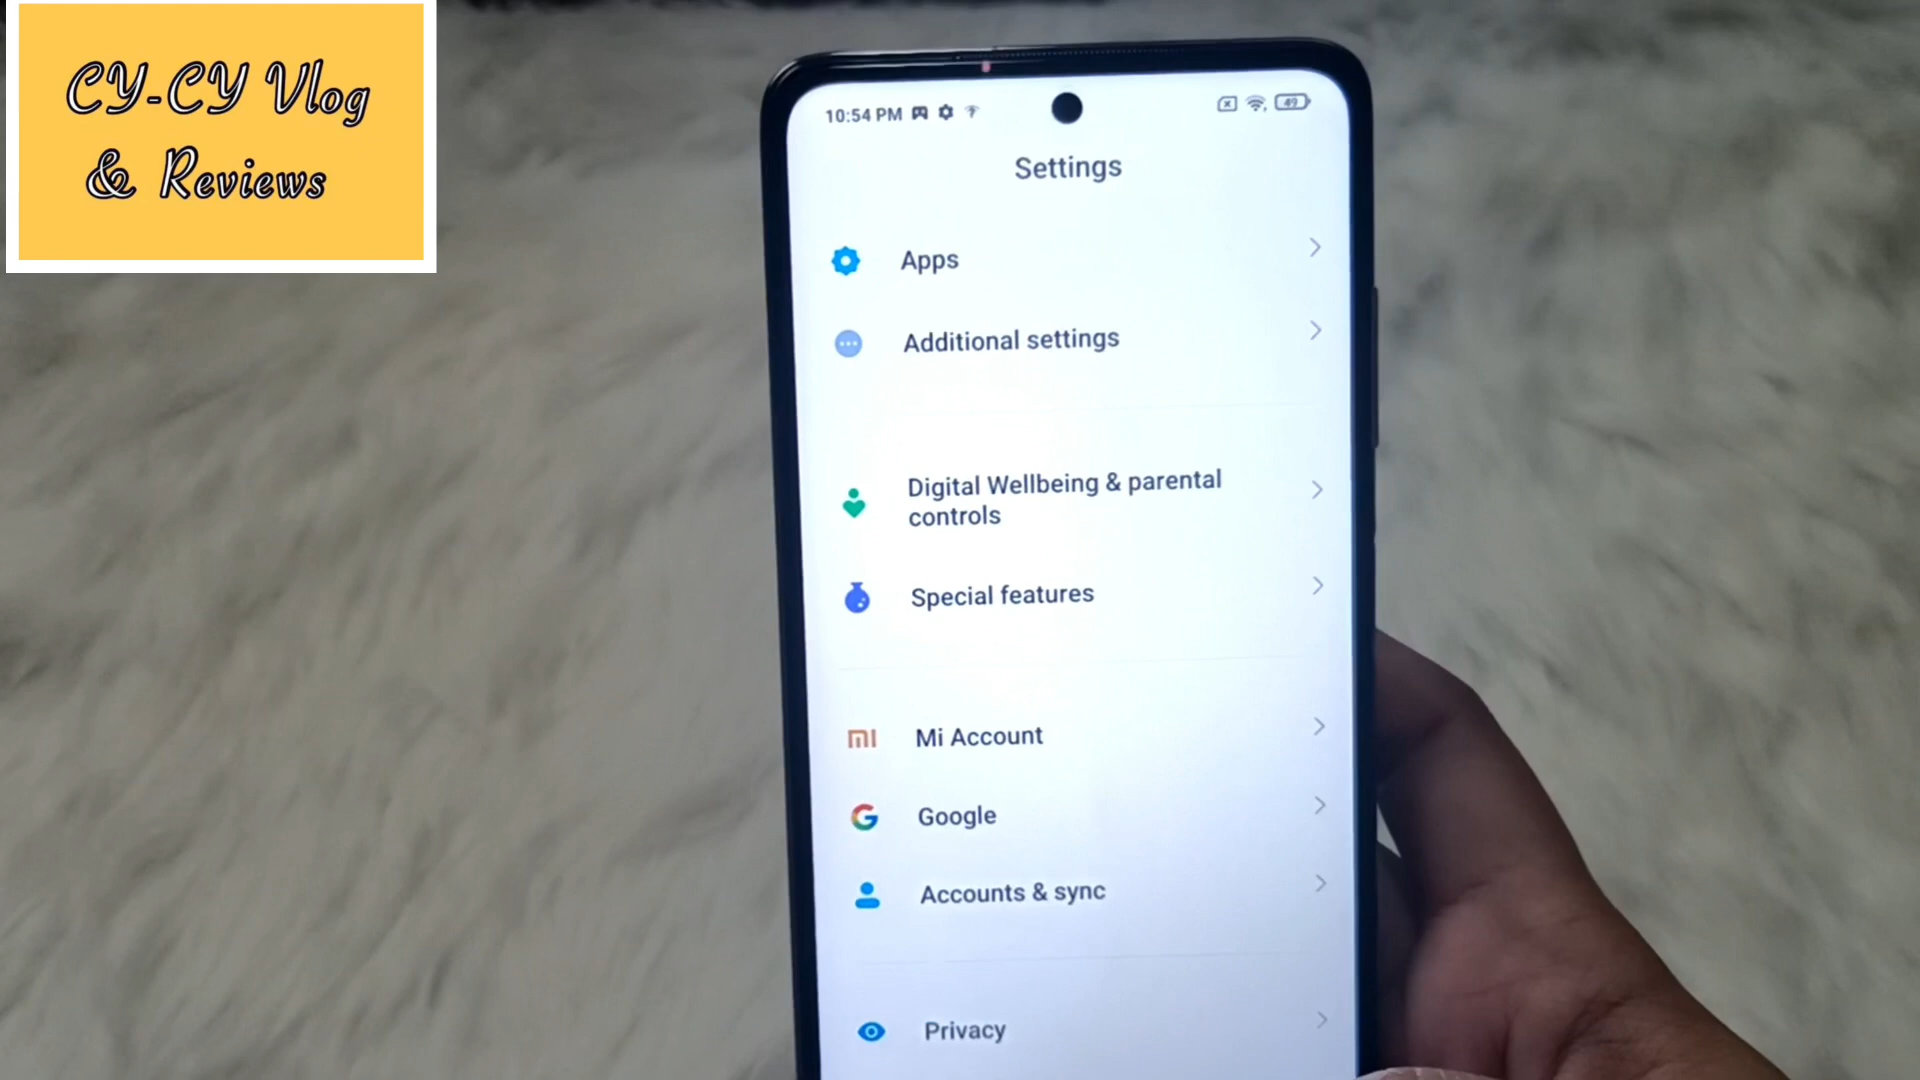 CY-CY Vlog
& Reviews
10:54 PM
49
Settings
Apps
Additional settings
Digital Wellbeing & parental
controls
Special features
Mi Account
Google
Accounts & sync
Privacy